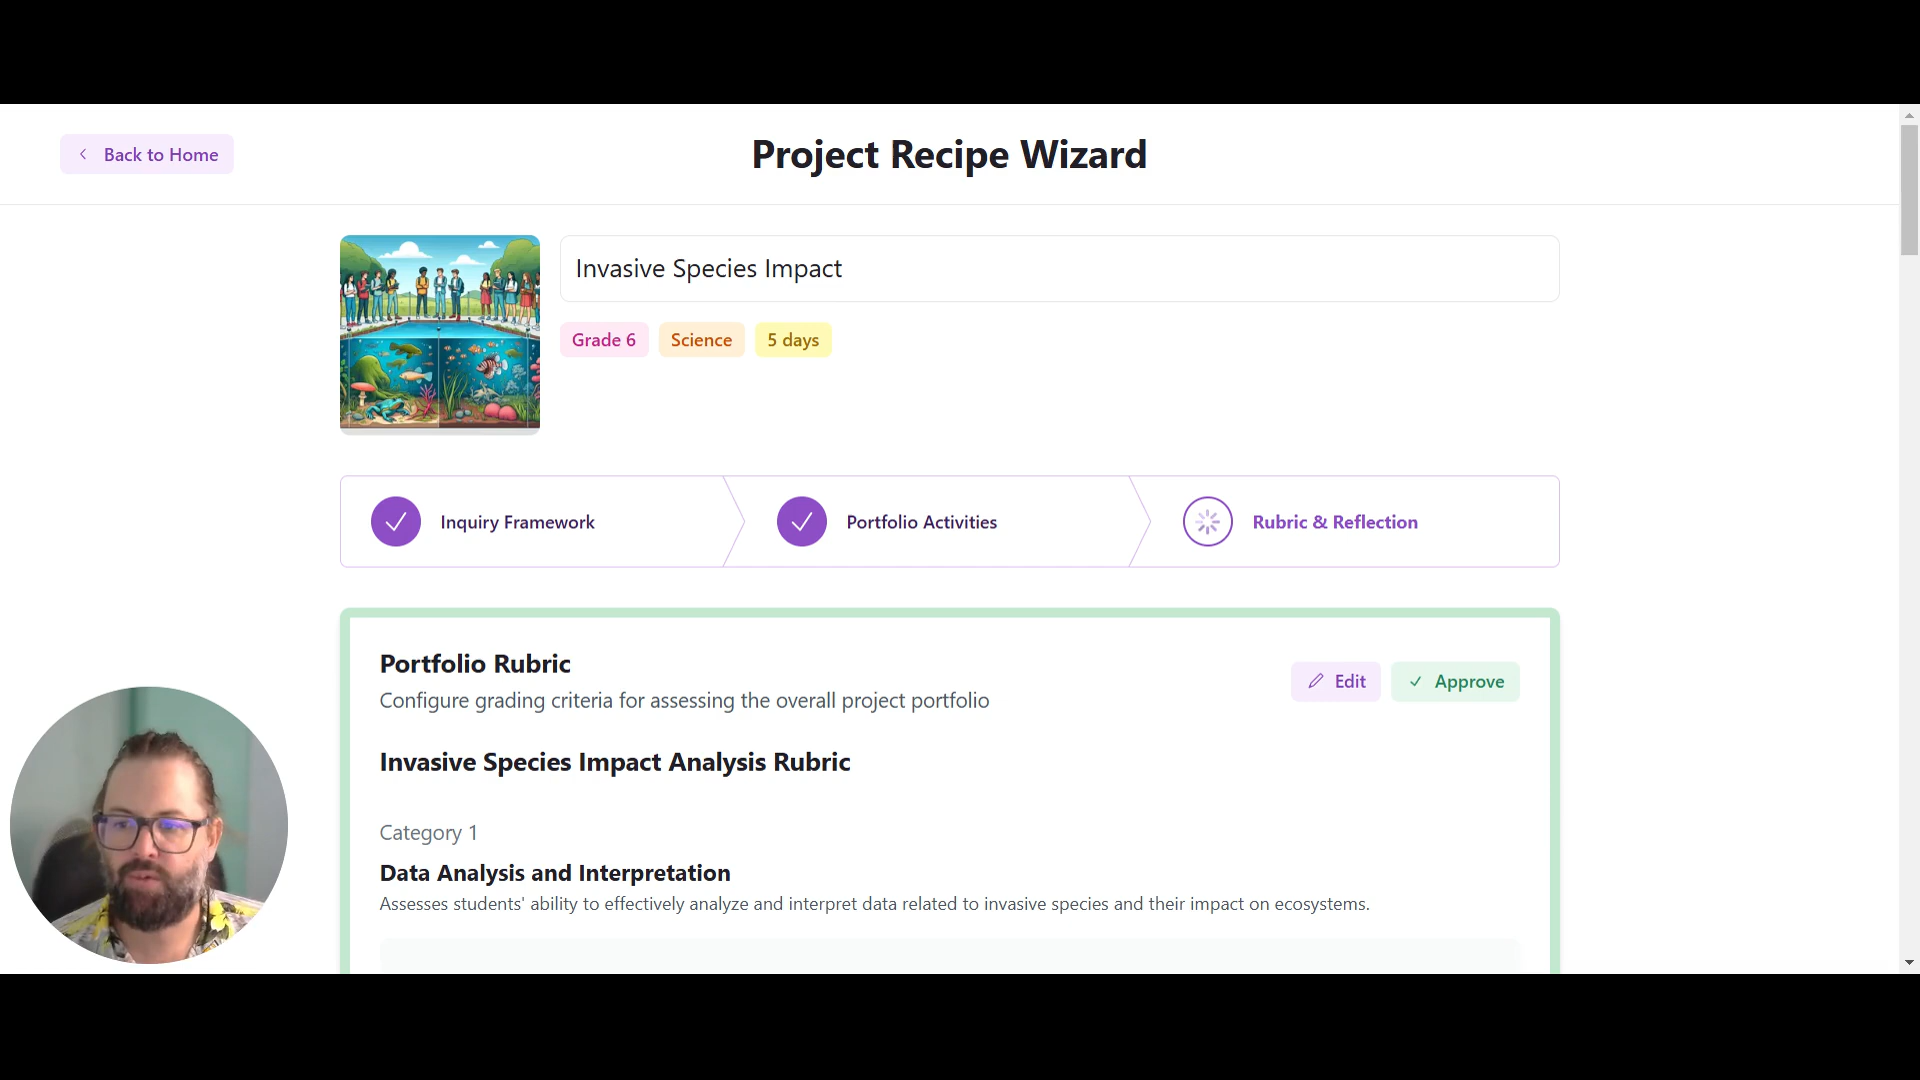 Back to Home
Project Recipe Wizard
Invasive Species Impact
Grade 6
Science
5 days
Inquiry Framework
Portfolio Activities
Rubric & Reflection
Portfolio Rubric
Edit
Approve
Configure grading criteria for assessing the overall project portfolio
Invasive Species Impact Analysis Rubric
Category 1
Data Analysis and Interpretation
Assesses students' ability to effectively analyze and interpret data related to invasive species and their impact on ecosystems.